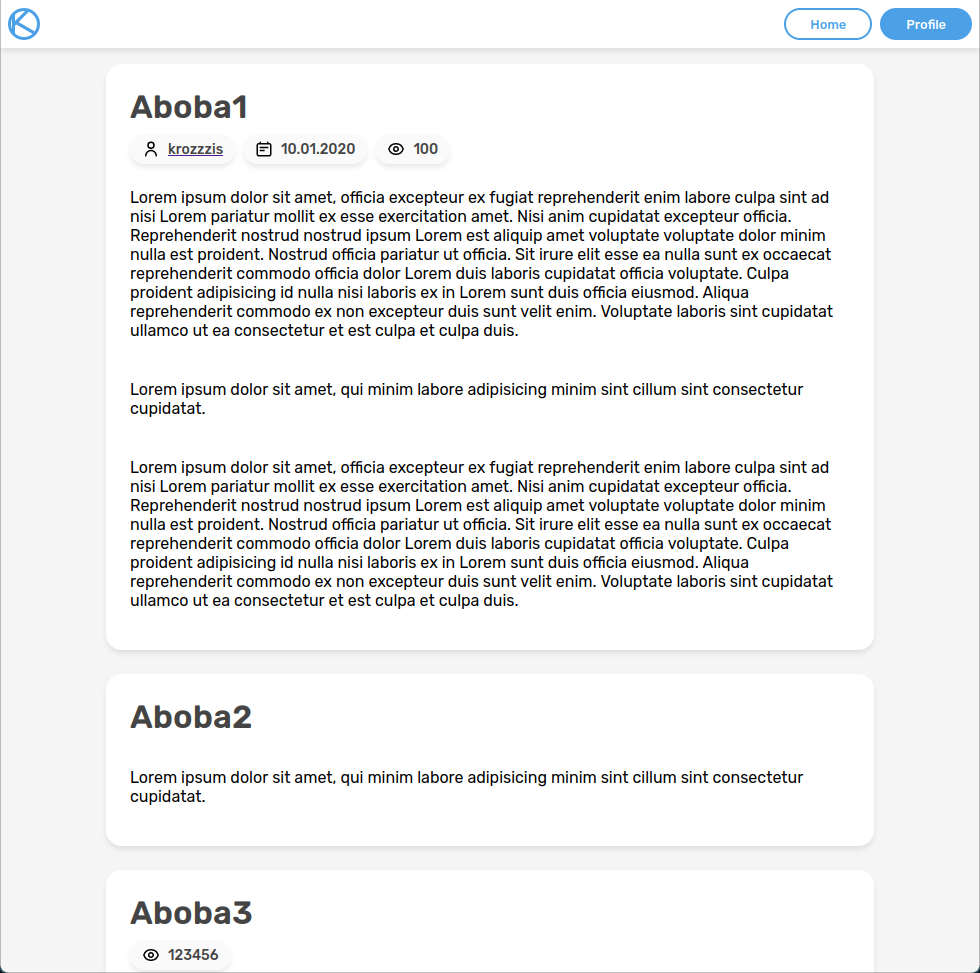 Home Profile
Aboba1
krozzzis 10.01.2020 100
Lorem ipsum dolor sit amet, officia excepteur ex fugiat reprehenderit enim labore culpa sint ad
nisi Lorem pariatur mollit ex esse exercitation amet. Nisi anim cupidatat excepteur officia.
Reprehenderit nostrud nostrud ipsum Lorem est aliquip amet voluptate voluptate dolor minim
nulla est proident. Nostrud officia pariatur ut officia. Sit irure elit esse ea nulla sunt ex occaecat
reprehenderit commodo officia dolor Lorem duis laboris cupidatat officia voluptate. Culpa
proident adipisicing id nulla nisi laboris ex in Lorem sunt duis officia eiusmod. Aliqua
reprehenderit commodo ex non excepteur duis sunt velit enim. Voluptate laboris sint cupidatat
ullamco ut ea consectetur et est culpa et culpa duis.
Lorem ipsum dolor sit amet, qui minim labore adipisicing minim sint cillum sint consectetur
cupidatat.
Lorem ipsum dolor sit amet, officia excepteur ex fugiat reprehenderit enim labore culpa sint ad
nisi Lorem pariatur mollit ex esse exercitation amet. Nisi anim cupidatat excepteur officia.
Reprehenderit nostrud nostrud ipsum Lorem est aliquip amet voluptate voluptate dolor minim
nulla est proident. Nostrud officia pariatur ut officia. Sit irure elit esse ea nulla sunt ex occaecat
reprehenderit commodo officia dolor Lorem duis laboris cupidatat officia voluptate. Culpa
proident adipisicing id nulla nisi laboris ex in Lorem sunt duis officia eiusmod. Aliqua
reprehenderit commodo ex non excepteur duis sunt velit enim. Voluptate laboris sint cupidatat
ullamco ut ea consectetur et est culpa et culpa duis.
Aboba2
Lorem ipsum dolor sit amet, qui minim labore adipisicing minim sint cillum sint consectetur
cupidatat.
Aboba3
123456